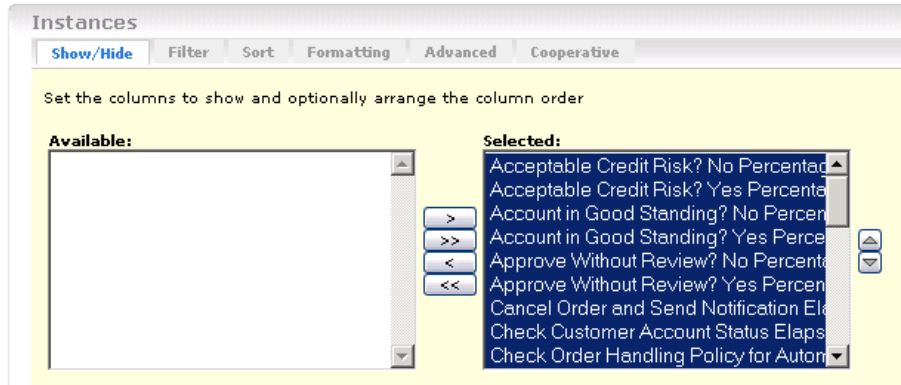 Instances
Show/Hide Filter Sort Formatting Advanced Cooperative
Set the columns to show and optionally arrange the column order
Available:
Selected:
Acceptable Credit Risk? No Percentag
Acceptable Credit Risk? Yes Percenta
Account in Good Standing? No Percen
Account in Good Standing? Yes Perce
Approve Without Review? No Percenta
Approve Without Review? Yes Percen
Cancel Order and Send Notification Ela
Check Customer Account Status Elaps
Check Order Handling Policy for Autom
>
>>
<
<<